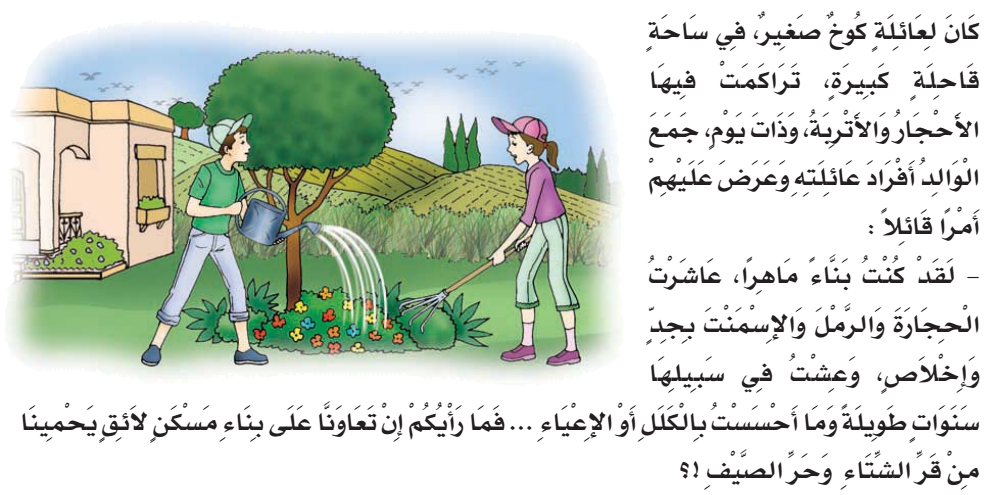 كَانَ لِعَائِلَةٍ كُوخٌ صَغِيرٌ، فِي سَاحَةٍ
قَاحِلَةٍ كَبِيرَةٍ، تَرَاكَمَتْ فِيهَا
الأَحْجَارُ وَالأَتْرِبَةُ، وَذَاتَ يَوْمٍ، جَمَعَ
الْوَالِدُ أَفْرَادَ عَائِلَتِهِ وَعَرَضَ عَلَيْهِمْ
أَمْرًا قَائِلاً :
- لَقَدْ كُنْتُ بَنَّاءً مَاهِرًا، عَاشَرْتُ
الْحِجَارَةَ وَالرَّمْلَ وَالإِسْمَنْتَ بِجِدٍّ
وَإِخْلَاصٍ، وَعِشْتُ فِي سَبِيلِهَا
سَنَوَاتٍ طَوِيلَةً وَمَا أَحْسَسْتُ بِالْكَلَلِ أَوْ الإِعْيَاءِ ... فَمَا رَأْيُكُمْ إِنْ تَعَاوَنَّا عَلَى بِنَاءِ مَسْكَنٍ لاَئِقٍ يَحْمِينَا
مِنْ قَرِّ الشِّتَاءِ وَحَرِّ الصَّيْفِ !؟